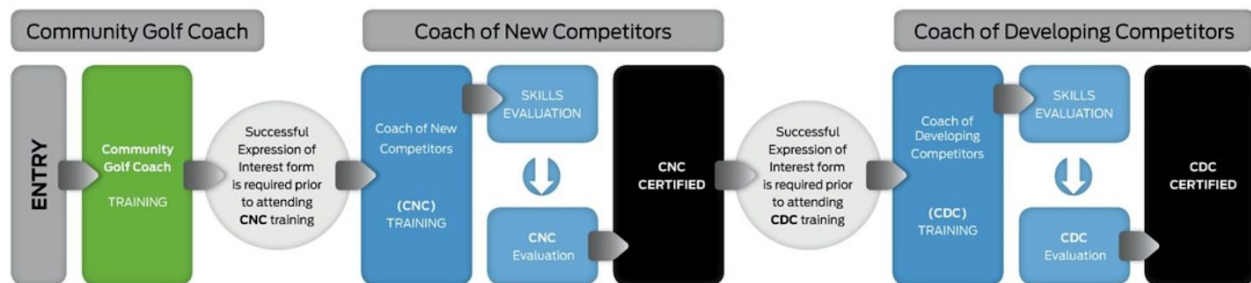 Community Golf Coach
Coach of New Competitors
Coach of Developing Competitors
ENTRY
Community
Golf Coach
TRAINING
Successful
Expression of
Interest form
is required prior
to attending
CNC training
Coach of New
Competitors
(CNC)
TRAINING
SKILLS
EVALUATION
CNC
Evaluation
CNC
CERTIFIED
Successful
Expression of
Interest form
is required prior
to attending
CDC training
Coach of
Developing
Competitors
(CDC)
TRAINING
SKILLS
EVALUATION
CDC
Evaluation
CDC
CERTIFIED